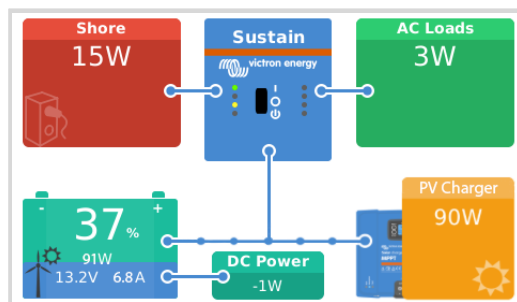 Shore
15W
Sustain
victron energy
I
AC Loads
3W
- +
37%
91W
13.2V 6.8A
DC Power
-1W
PV Charger
90W